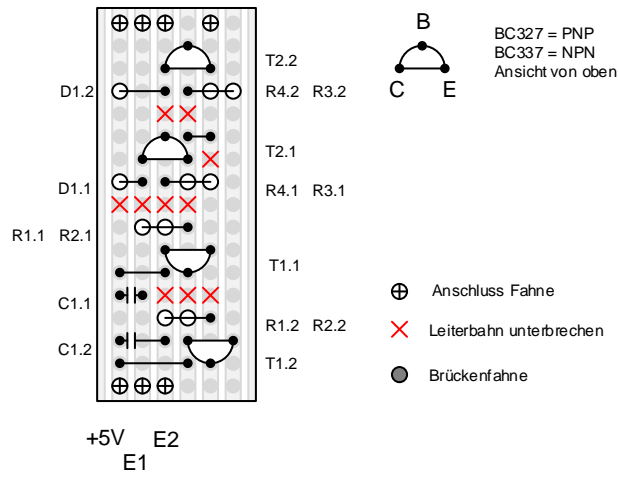 B
C E
BC327 = PNP
BC337 = NPN
Ansicht von oben
T2.2
D1.2
R4.2 R3.2
T2.1
D1.1
R4.1 R3.1
R1.1 R2.1
T1.1
C1.1
R1.2 R2.2
C1.2
T1.2
Anschluss Fahne
Leiterbahn unterbrechen
Brückenfahne
+5V E2
E1